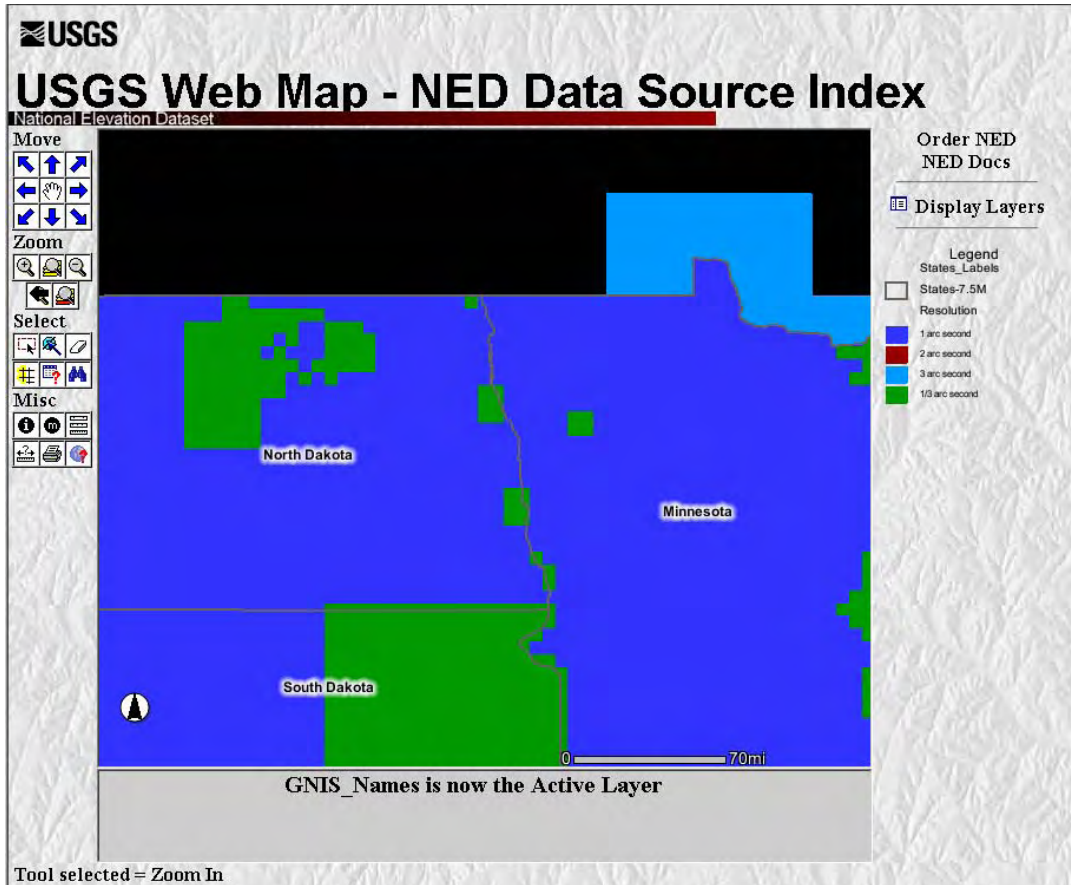 USGS
USGS Web Map - NED Data Source Index
National Elevation Dataset
Move
Zoom
Select
Misc
North Dakota
Minnesota
South Dakota
0 70mi
GNIS_Names is now the Active Layer
Tool selected = Zoom In
Order NED
NED Docs
Display Layers
Legend
States_Labels
States-7.5M
Resolution
1 arc second
2 arc second
3 arc second
1/3 arc second